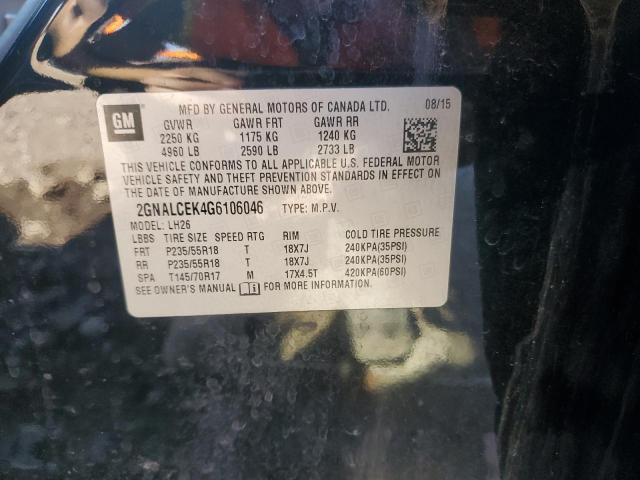 GM
MFD BY GENERAL MOTORS OF CANADA LTD. 08/15
GVWR GAWR FRT GAWR RR
2250 KG 1175 KG 1240 KG
4960 LB 2590 LB 2733 LB
THIS VEHICLE CONFORMS TO ALL APPLICABLE U.S. FEDERAL MOTOR
VEHICLE SAFETY AND THEFT PREVENTION STANDARDS IN EFFECT ON
DATE OF MANUFACTURE SHOWN ABOVE.
2GNALCEK4G6106046 TYPE: M.P.V.
MODEL: LH26
LBBS TIRE SIZE SPEED RTG RIM COLD TIRE PRESSURE
FRT P235/55R18 T 18X7J 240KPA(35PSI)
RR P235/55R18 T 18X7J 240KPA(35PSI)
SPA T145/70R17 M 17X4.5T 420KPA(60PSI)
SEE OWNER'S MANUAL FOR MORE INFORMATION.